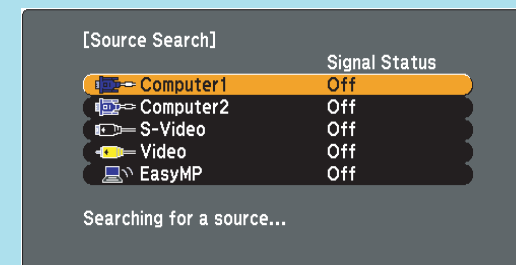 [Source Search]
Signal Status
Computer1 Off
Computer2 Off
S-Video Off
Video Off
EasyMP Off
Searching for a source...